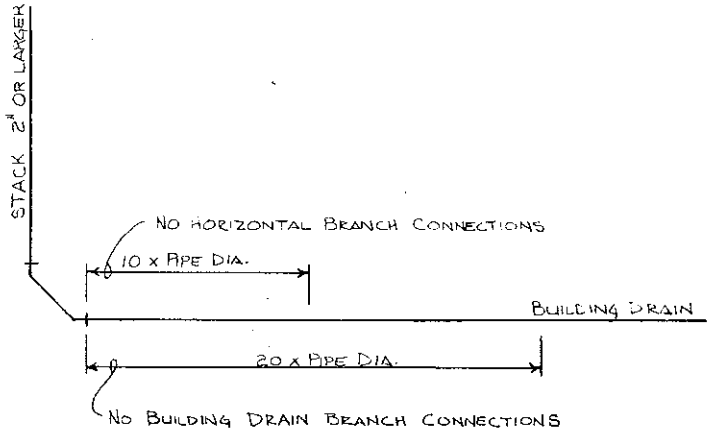 STACK 2" OR LARGER
NO HORIZONTAL BRANCH CONNECTIONS
10 x PIPE DIA.
BUILDING DRAIN
20 x PIPE DIA.
NO BUILDING DRAIN BRANCH CONNECTIONS